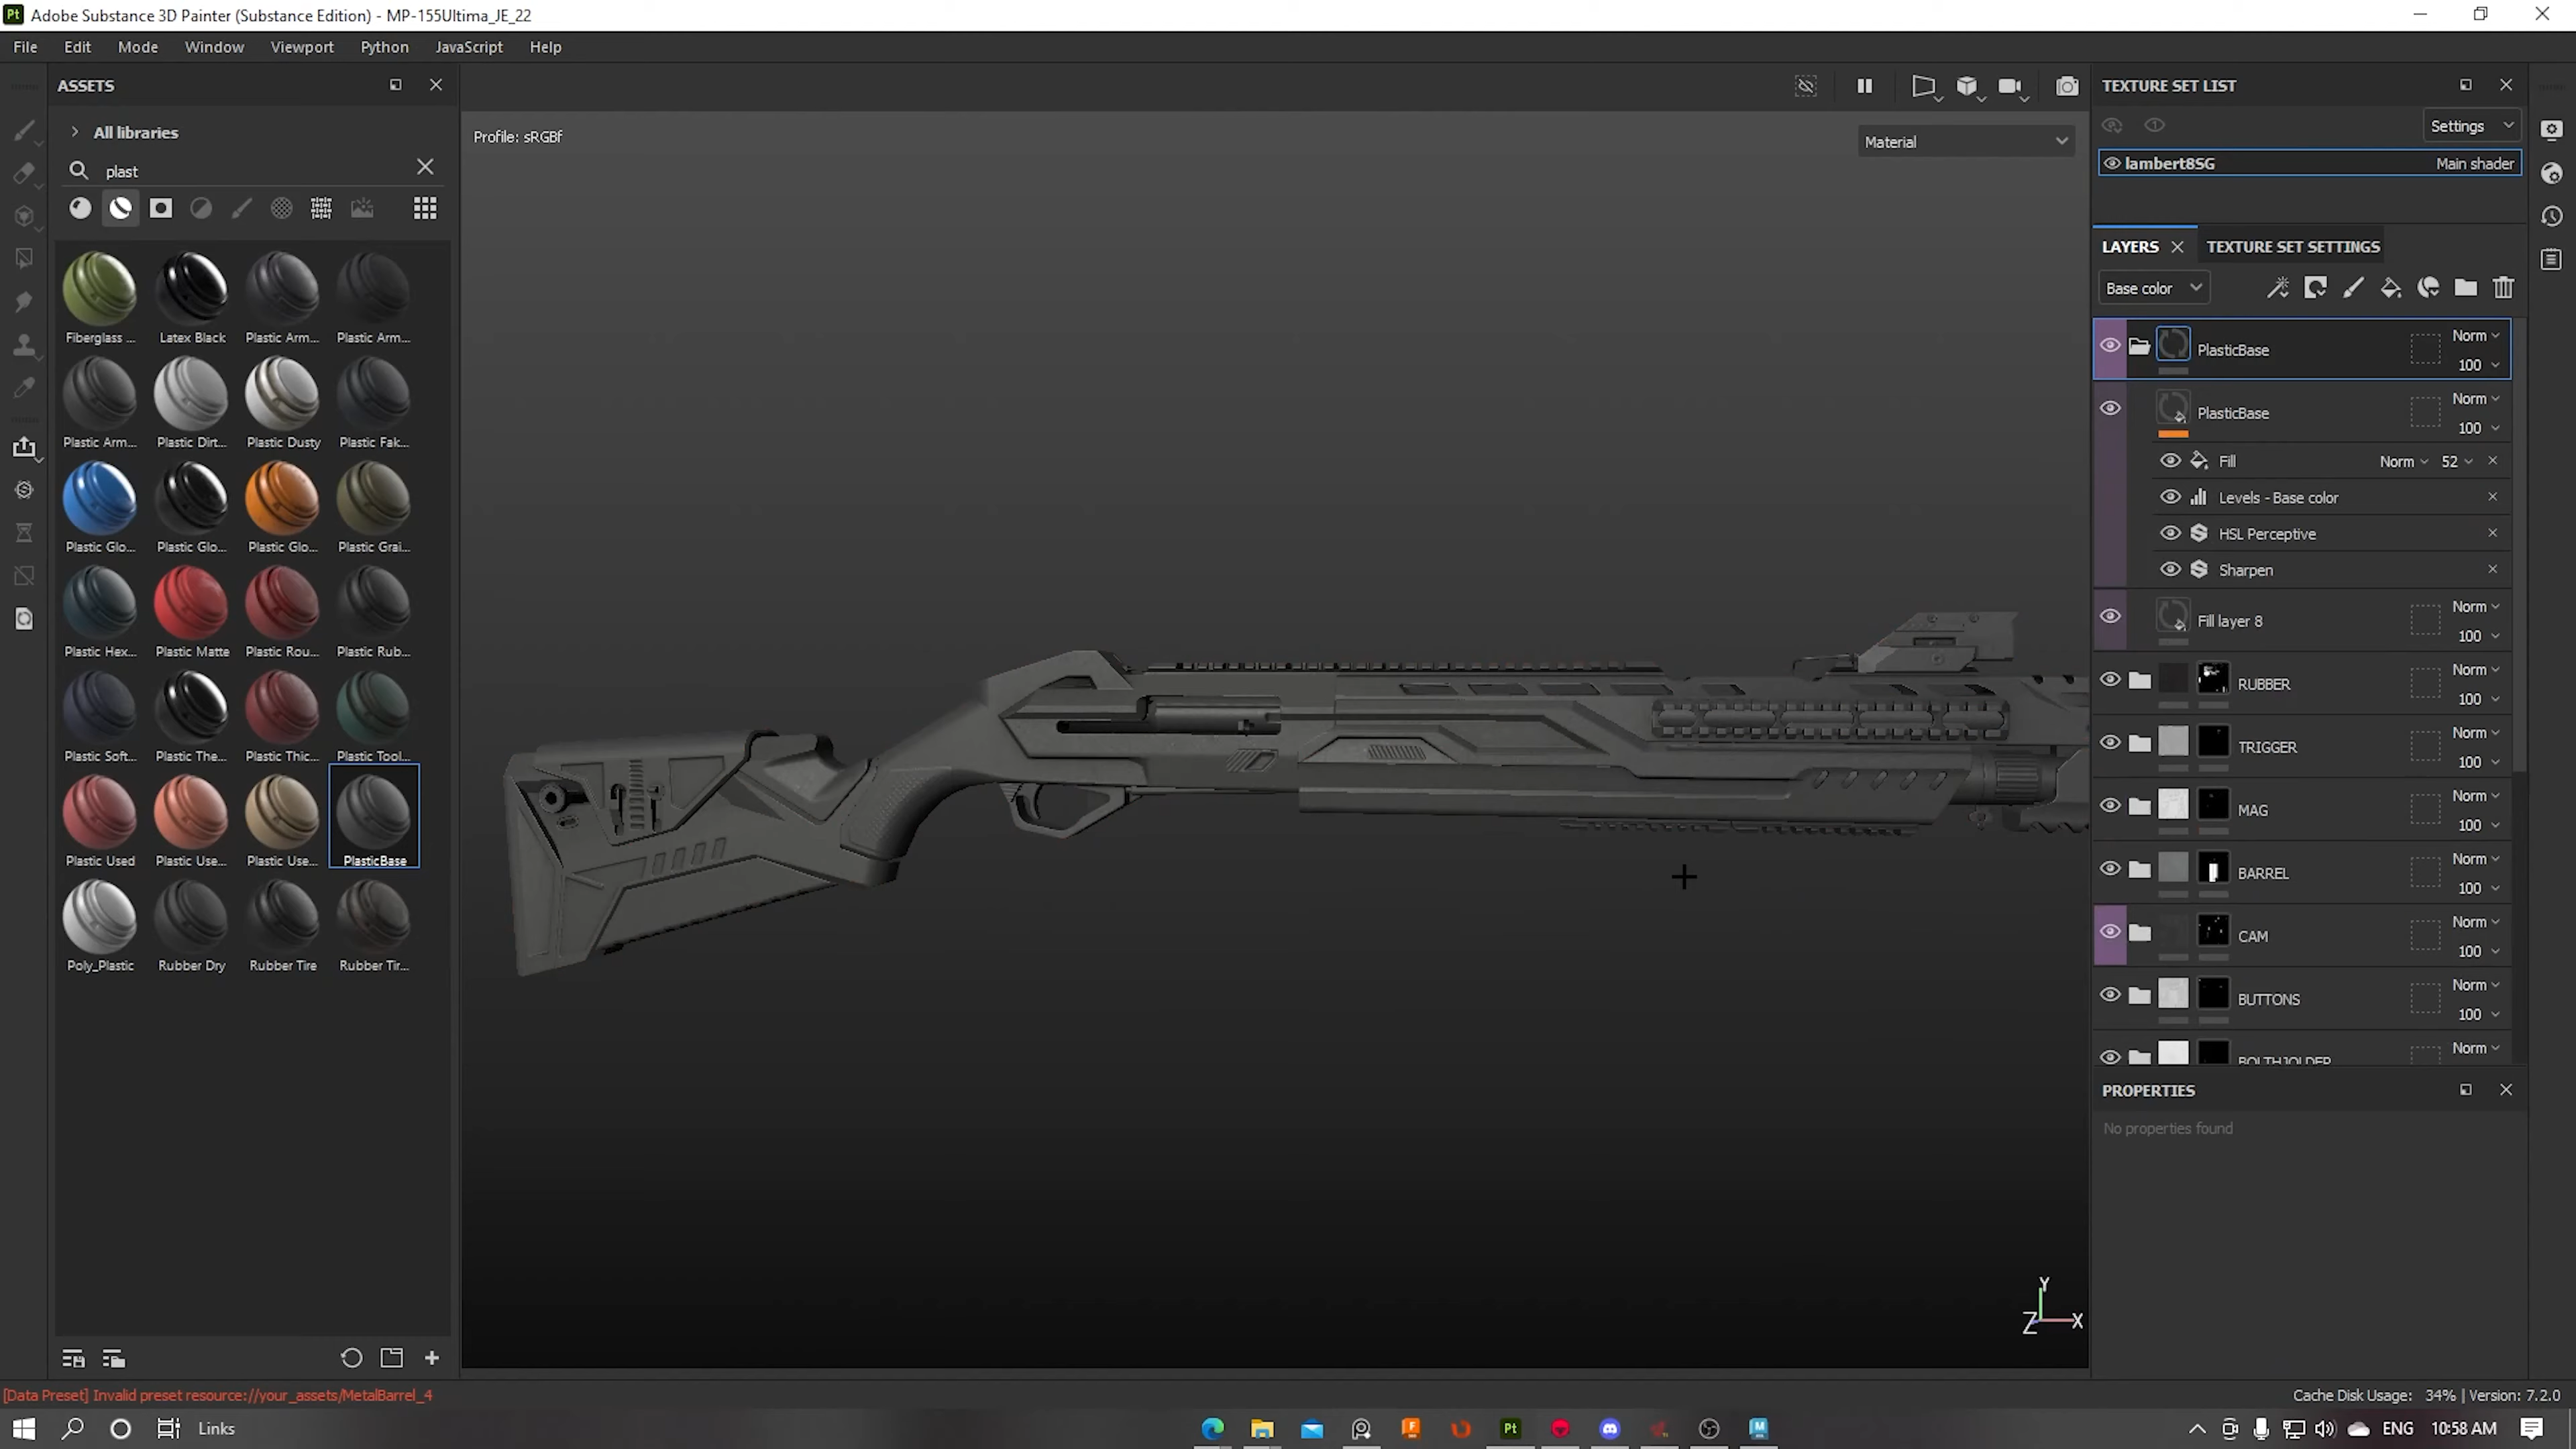 Adobe Substance 3D Painter (Substance Edition) - MP-155Ultima_JE_22
File Edit Mode Window Viewport Python JavaScript Help
ASSETS
All libraries
plast
Fiberglass ... Latex Black Plastic Arm... Plastic Arm...
Plastic Arm... Plastic Dirt... Plastic Dusty Plastic Fak...
Plastic Glo... Plastic Glo... Plastic Glo... Plastic Grai...
Plastic Hex... Plastic Matte Plastic Rou... Plastic Rub...
Plastic Soft... Plastic The... Plastic Thic... Plastic Tool...
Plastic Used Plastic Use... Plastic Use... PlasticBase
Poly_Plastic Rubber Dry Rubber Tire Rubber Tir...
Profile: sRGBf
Material
Y
Z X
TEXTURE SET LIST
Settings
lambert8SG Main shader
LAYERS TEXTURE SET SETTINGS
Base color
PlasticBase Norm
100
PlasticBase Norm
100
Fill Norm 52
Levels - Base color
HSL Perceptive
Sharpen
Fill layer 8 Norm
100
RUBBER Norm
100
TRIGGER Norm
100
MAG Norm
100
BARREL Norm
100
CAM Norm
100
BUTTONS Norm
100
BOLTHJOLDER Norm
PROPERTIES
No properties found
[Data Preset] Invalid preset resource://your_assets/MetalBarrel_4
Cache Disk Usage: 34% | Version: 7.2.0
Links
Pt
ENG 10:58 AM